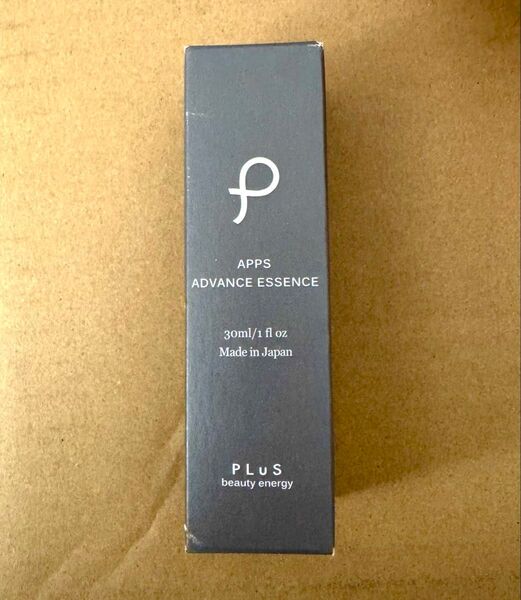 APPS
ADVANCE ESSENCE
30ml/1 fl oz
Made in Japan
PLuS
beauty energy